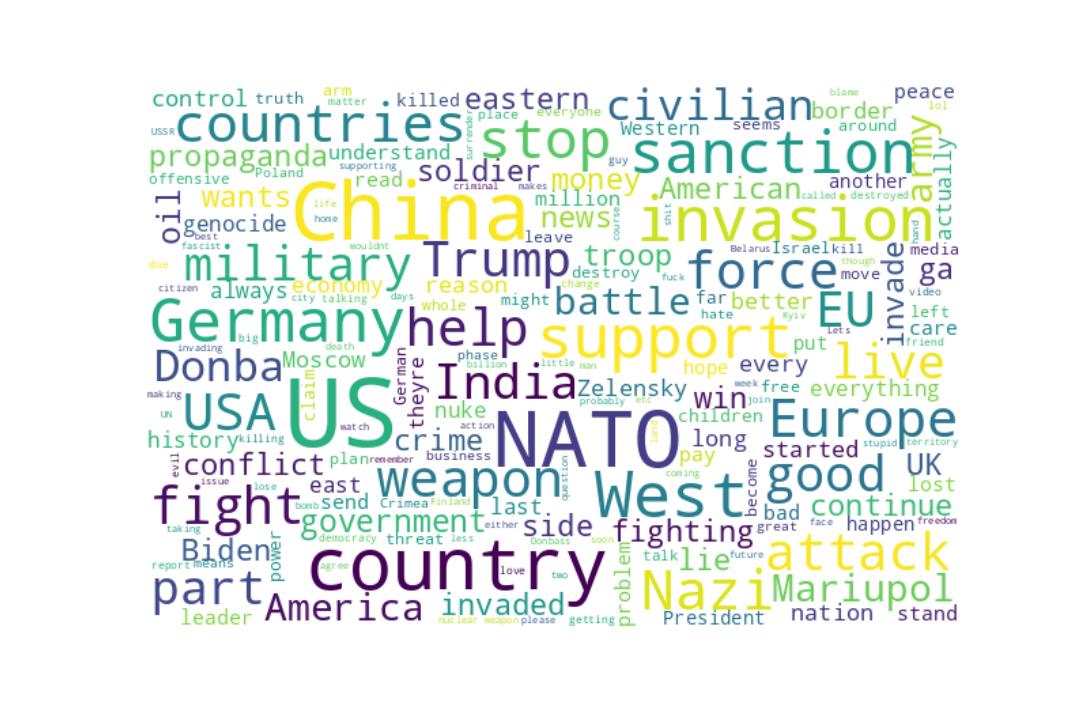 control truth arm matter killed eastern civilian blame peace
USSR countries surrender place everyone stop Western seems border lol
propaganda understand sanction around army
offensive Poland supporting read soldier criminal makes guy money American another actually
oil wants China life home million news course shit invasion called destroyed
genocide best leave hand
fascist wouldnt military Trump troop force Belarus Israel kill though media
due citizen always economy reason destroy fuck change move ga
city talking days whole might battle far better hate EU invade video left
Germany big help support Kyiv lets care friend
invading death phase billion little man put live
Donba Moscow German theyre hope every
making claim India Zelensky probably etc win week free everything
UN USA US watch nuke action NATO land children join Europe
history killing crime business long started stupid territory
evil conflict plan remember question pay coming become good UK
issue east weapon West lost
fight lose bomb send Crimea Finland last bad continue
taking government either side fighting great face happen freedom
Biden power democracy threat less soon talk lie future attack
report means agree country love two problem
part Nazi Mariupol
America invaded nation stand
leader nuclear weapon please getting President